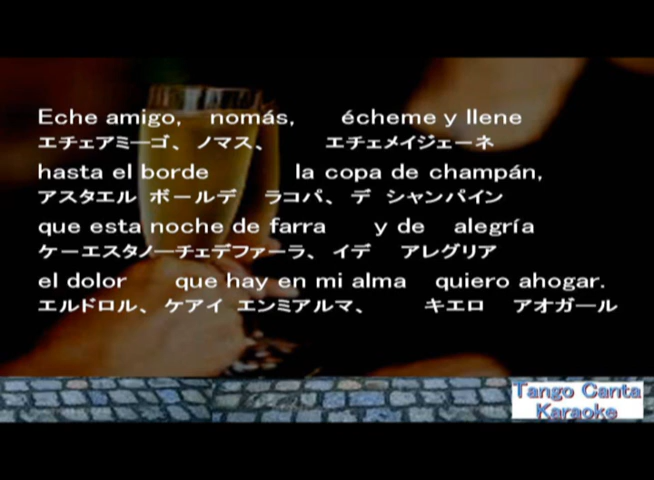 Eche amigo, nomás, écheme y llene
エチェアミーゴ、ノマス、 エチェメイジェーネ
hasta el borde la copa de champán,
アスタエル ボールデ ラコパ、デ シャンパイン
que esta noche de farra y de alegría
ケーエスタノーチェデファーラ、イデ アレグリア
el dolor que hay en mi alma quiero ahogar.
エルドロル、ケアイ エンミアルマ、 キエロ アオガール
Tango Canta
Karaoke